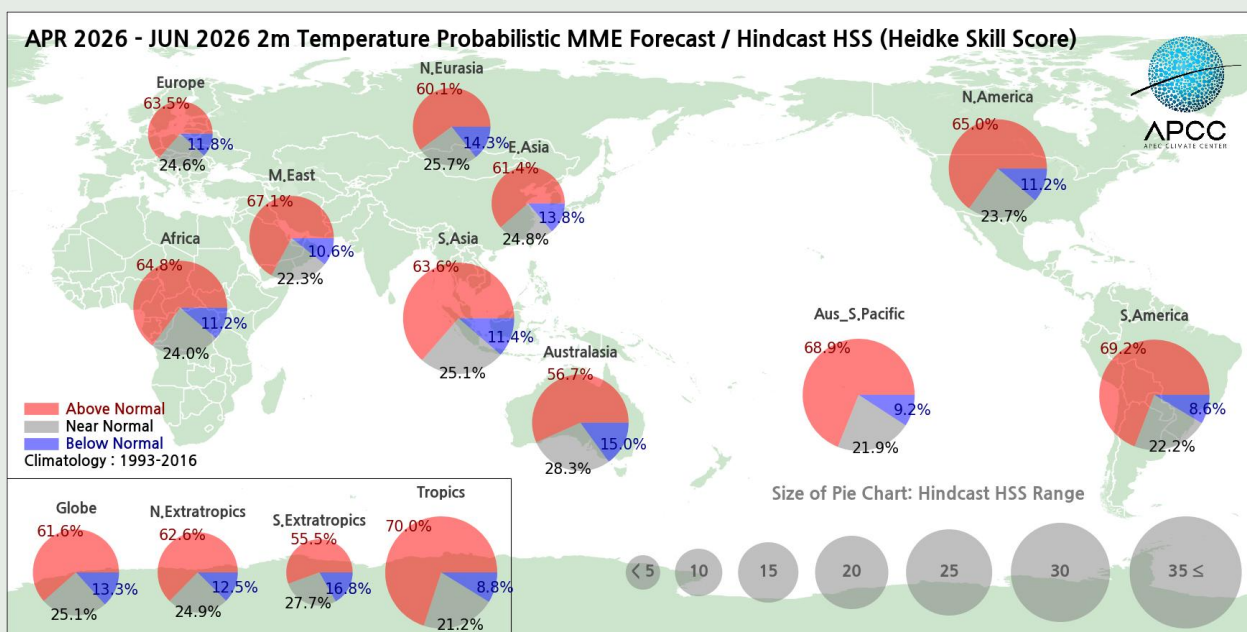 APR 2026 - JUN 2026 2m Temperature Probabilistic MME Forecast / Hindcast HSS (Heidke Skill Score)
APCC
APEC CLIMATE CENTER
Europe
63.5%
11.8%
24.6%
N.Eurasia
60.1%
14.3%
25.7%
N.America
65.0%
11.2%
23.7%
E.Asia
61.4%
13.8%
24.8%
M.East
67.1%
10.6%
22.3%
Africa
64.8%
11.2%
24.0%
S.Asia
63.6%
11.4%
25.1%
Australasia
56.7%
15.0%
28.3%
Aus_S.Pacific
68.9%
9.2%
21.9%
S.America
69.2%
8.6%
22.2%
Above Normal
Near Normal
Below Normal
Climatology : 1993-2016
Globe
61.6%
13.3%
25.1%
N.Extratropics
62.6%
12.5%
24.9%
S.Extratropics
55.5%
16.8%
27.7%
Tropics
70.0%
8.8%
21.2%
Size of Pie Chart: Hindcast HSS Range
< 5
10
15
20
25
30
35 ≤